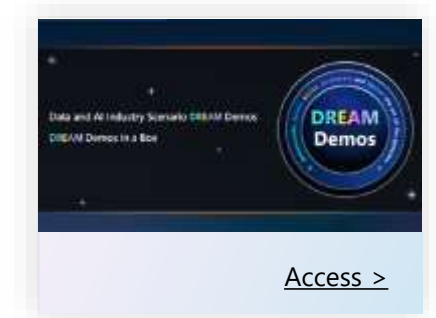 Data and AI Industry Scenario DREAM Demos
DREAM Demos in a Box
DREAM
Demos
Access >